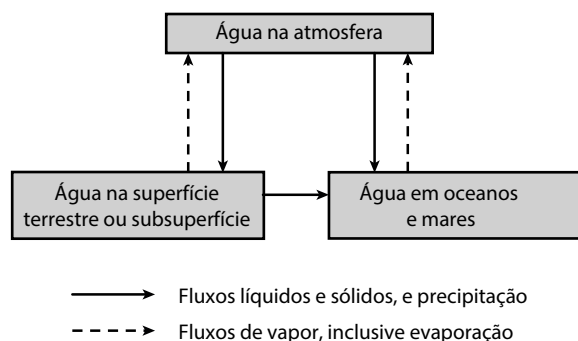 Água na atmosfera
Água na superfície
terrestre ou subsuperfície
Água em oceanos
e mares
Fluxos líquidos e sólidos, e precipitação
Fluxos de vapor, inclusive evaporação